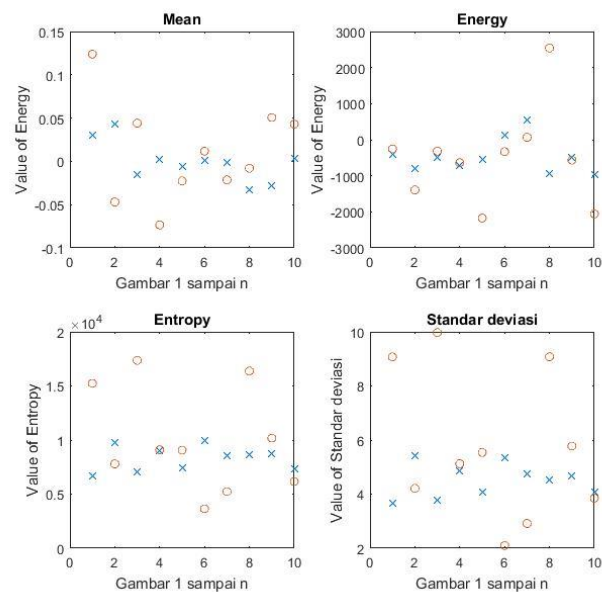 Mean
0.15
0.1
0.05
0
-0.05
-0.1
0 2 4 6 8 10
Value of Energy
Gambar 1 sampai n
Energy
3000
2000
1000
0
-1000
-2000
-3000
0 2 4 6 8 10
Value of Energy
Gambar 1 sampai n
Entropy
×10⁴
2
1.5
1
0.5
0
0 2 4 6 8 10
Value of Entropy
Gambar 1 sampai n
Standar deviasi
10
8
6
4
2
0 2 4 6 8 10
Value of Standar deviasi
Gambar 1 sampai n